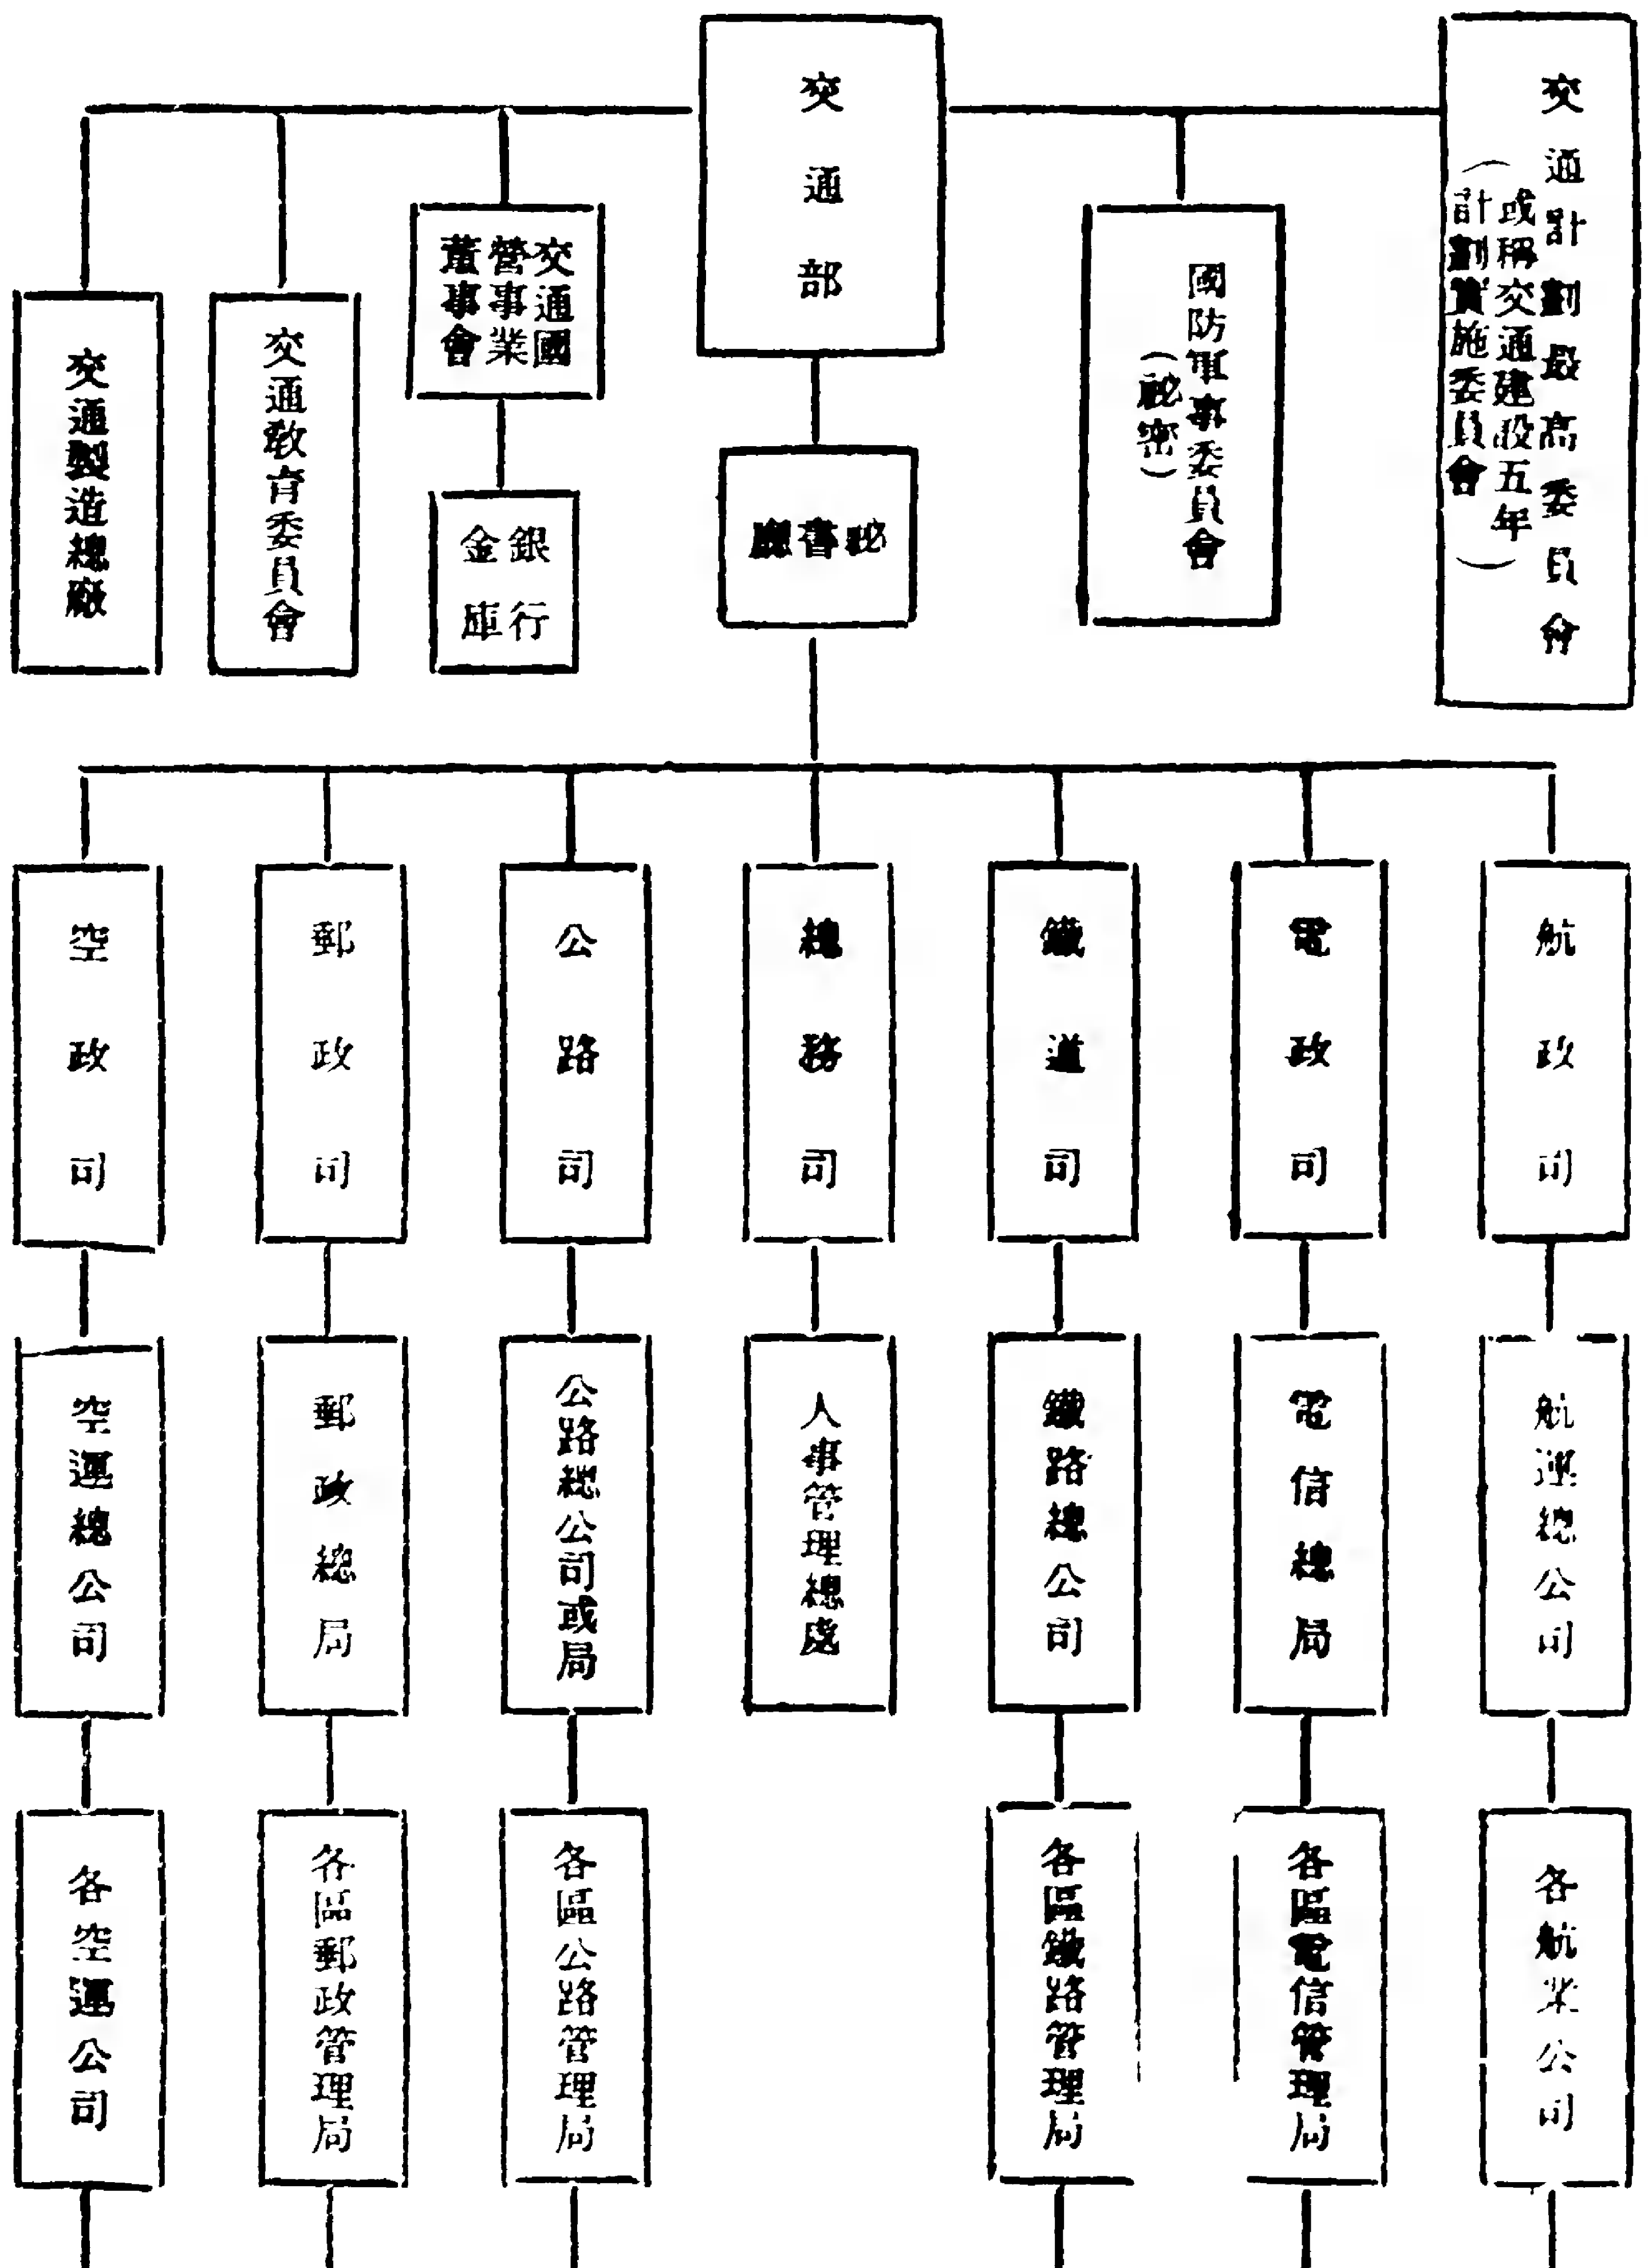 交通計劃最高委員會
（或稱交通建設五年
計劃實施委員會）
國防軍事委員會
（祕密）
交通部
祕書廳
交通國
營事業
董事會
銀行
金庫
交通教育委員會
交通製造總廠
航政司
電政司
鐵道司
總務司
公路司
郵政司
空政司
航運總公司
電信總局
鐵路總公司
人事管理總處
公路總公司或局
郵政總局
空運總公司
各航業公司
各區電信管理局
各區鐵路管理局
各區公路管理局
各區郵政管理局
各空運公司